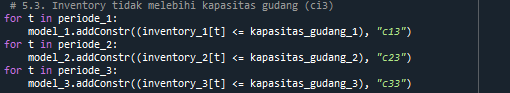 # 5.3. Inventory tidak melebihi kapasitas gudang (ci3)
for t in periode_1:
    model_1.addConstr((inventory_1[t] <= kapasitas_gudang_1), "c13")
for t in periode_2:
    model_2.addConstr((inventory_2[t] <= kapasitas_gudang_2), "c23")
for t in periode_3:
    model_3.addConstr((inventory_3[t] <= kapasitas_gudang_3), "c33")